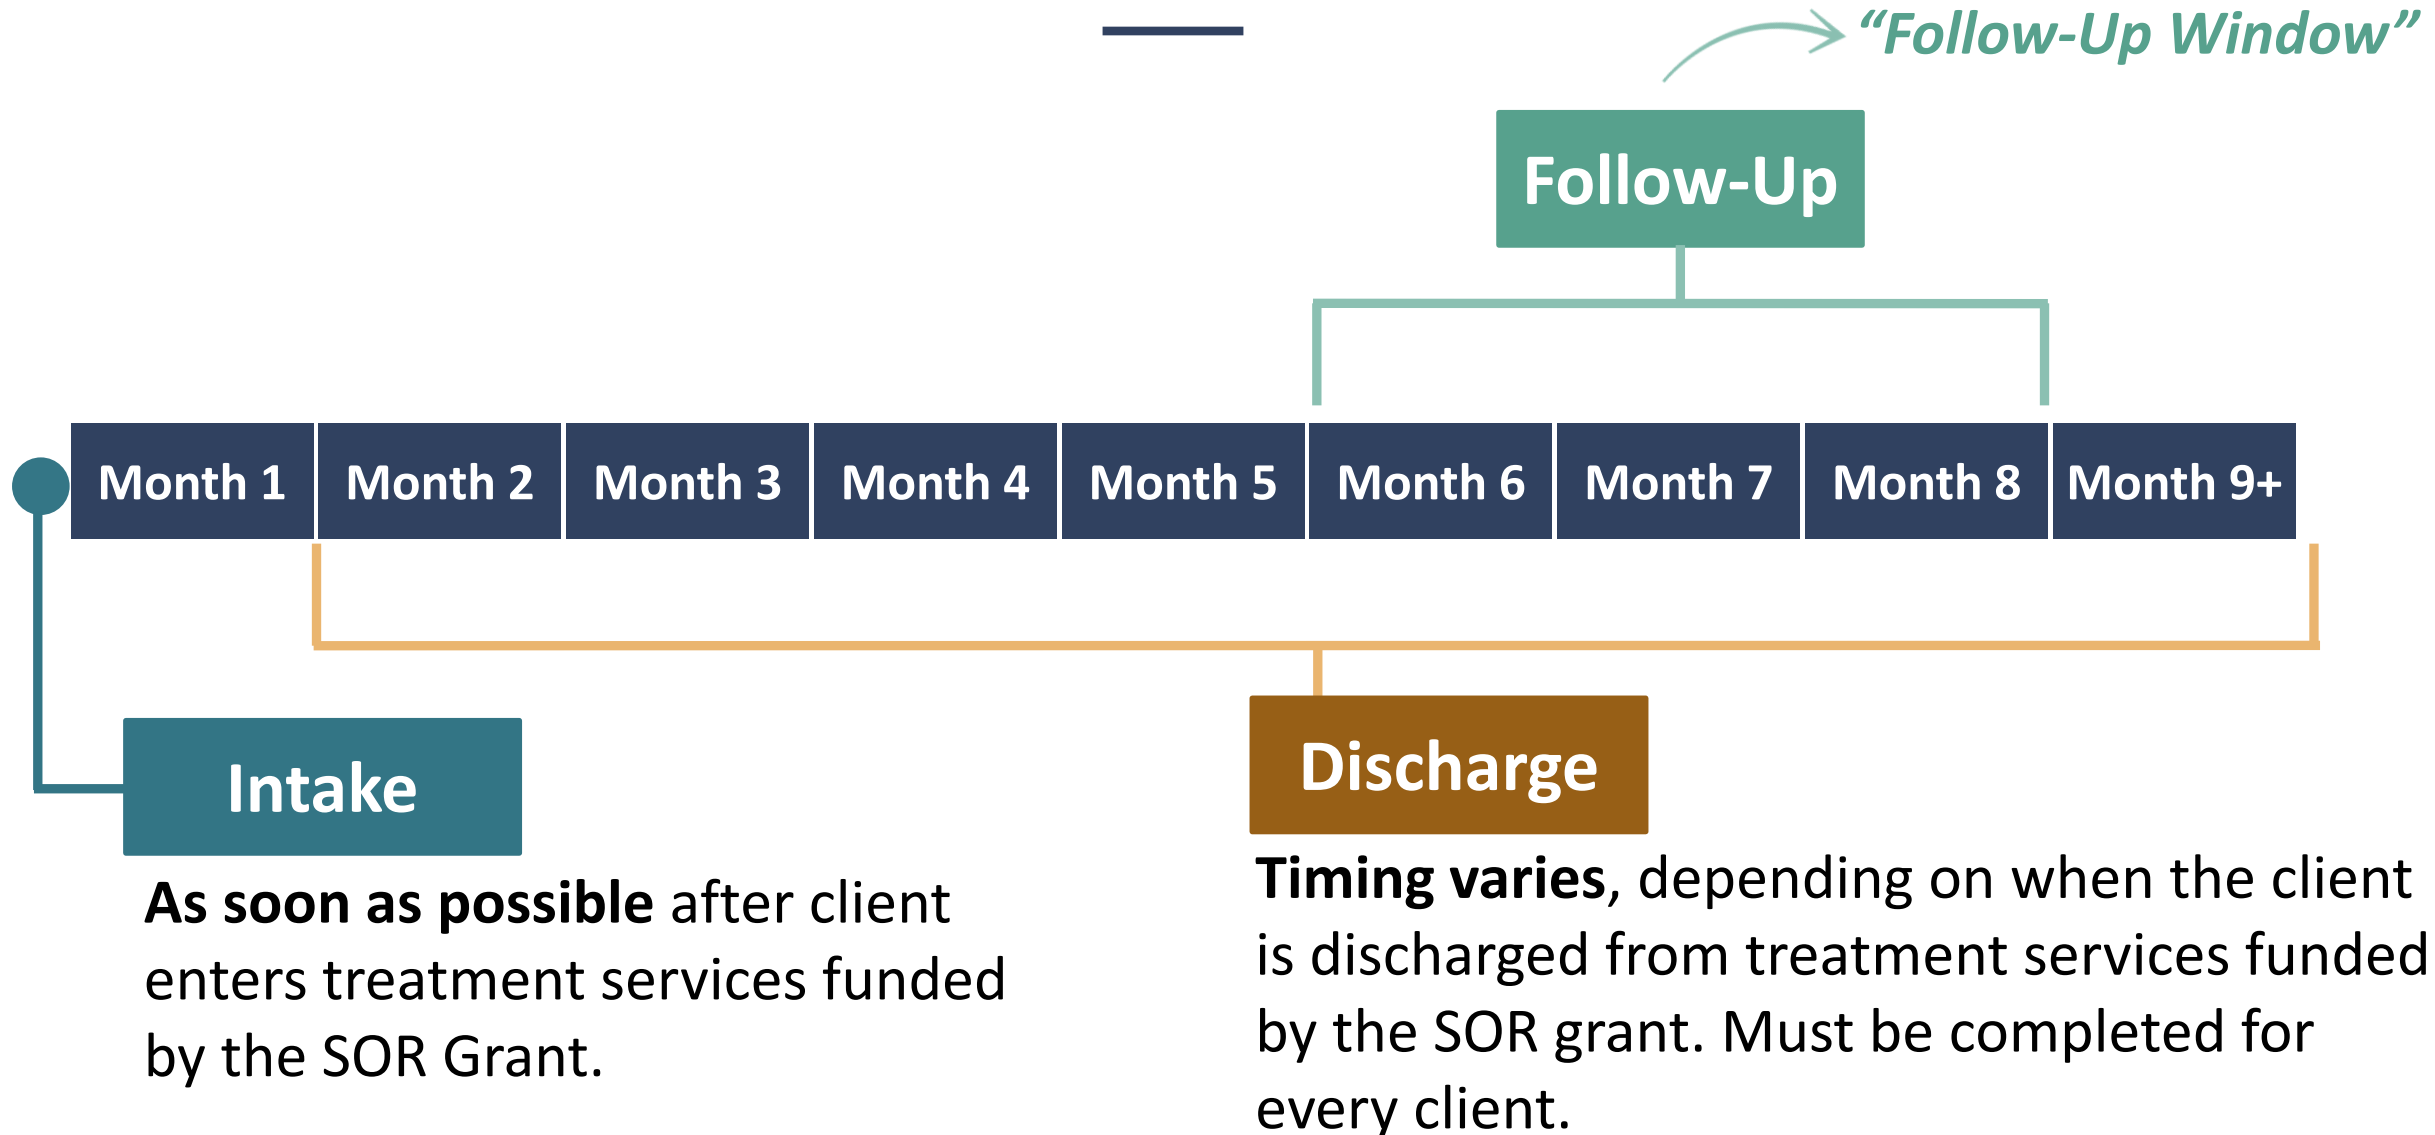 “Follow-Up Window”
Follow-Up
Month 1 Month 2 Month 3 Month 4 Month 5 Month 6 Month 7 Month 8 Month 9+
Intake
As soon as possible after client
enters treatment services funded
by the SOR Grant.
Discharge
Timing varies, depending on when the client
is discharged from treatment services funded
by the SOR grant. Must be completed for
every client.